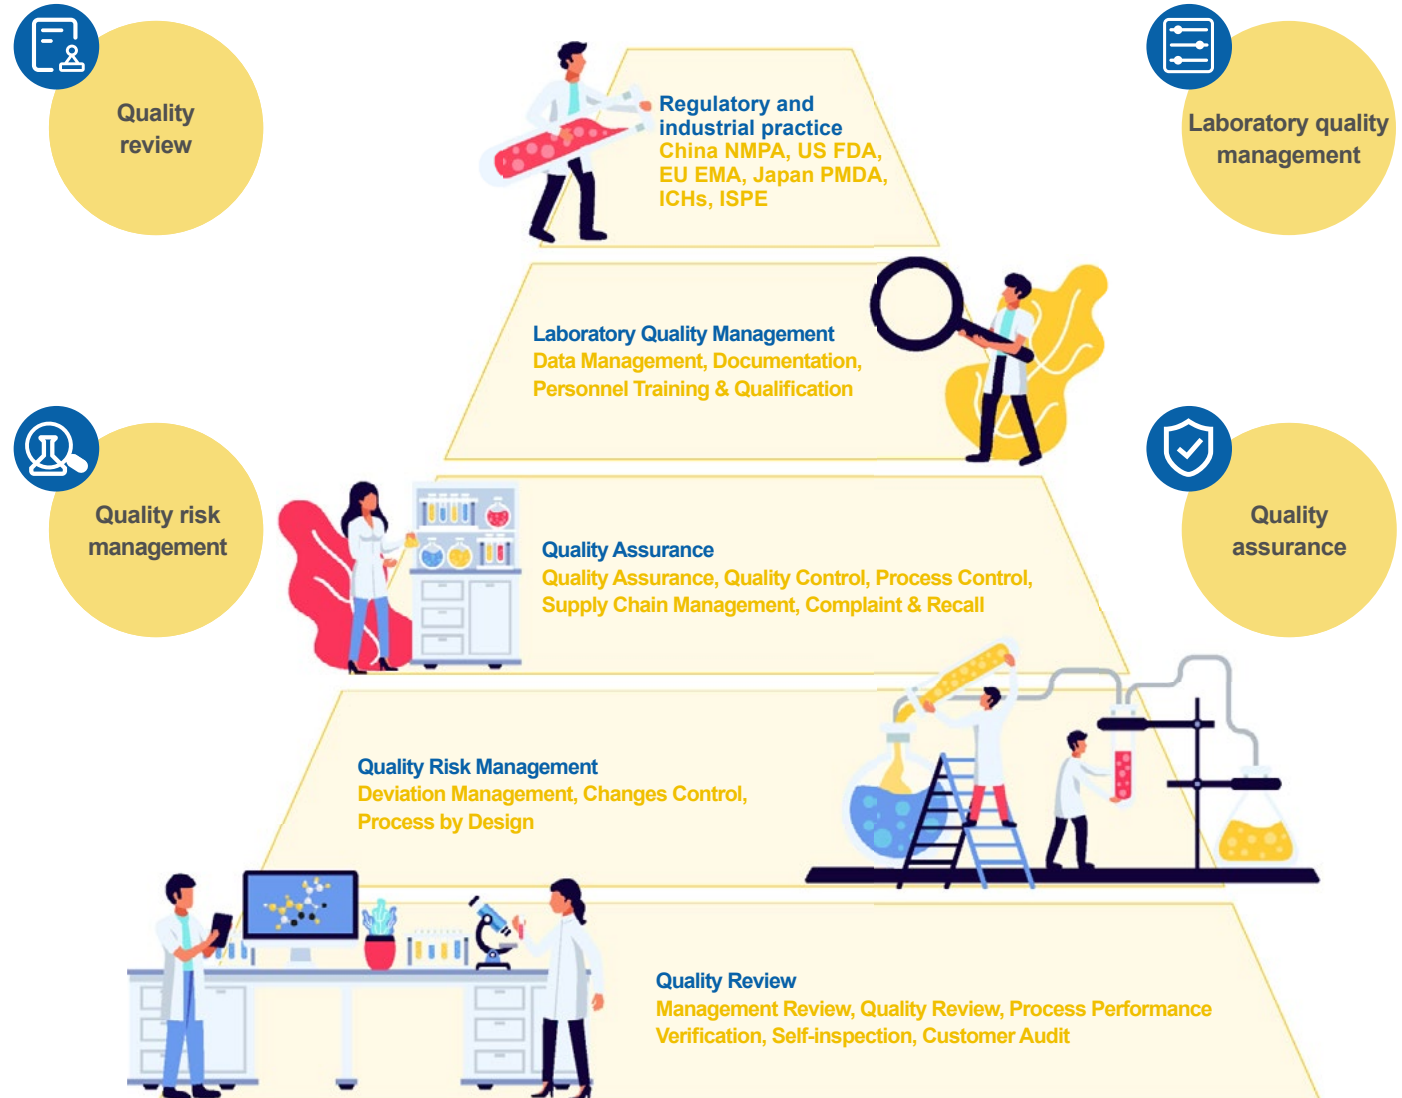 Quality
review
Laboratory quality
management
Regulatory and
industrial practice
China NMPA, US FDA,
EU EMA, Japan PMDA,
ICHs, ISPE
Laboratory Quality Management
Data Management, Documentation,
Personnel Training & Qualification
Quality risk
management
Quality
assurance
Quality Assurance
Quality Assurance, Quality Control, Process Control,
Supply Chain Management, Complaint & Recall
Quality Risk Management
Deviation Management, Changes Control,
Process by Design
Quality Review
Management Review, Quality Review, Process Performance
Verification, Self-inspection, Customer Audit